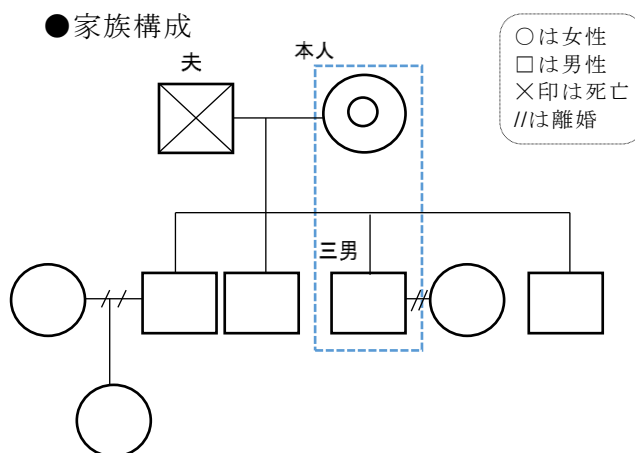 ●家族構成
夫
本人
○は女性
□は男性
×印は死亡
//は離婚
三男